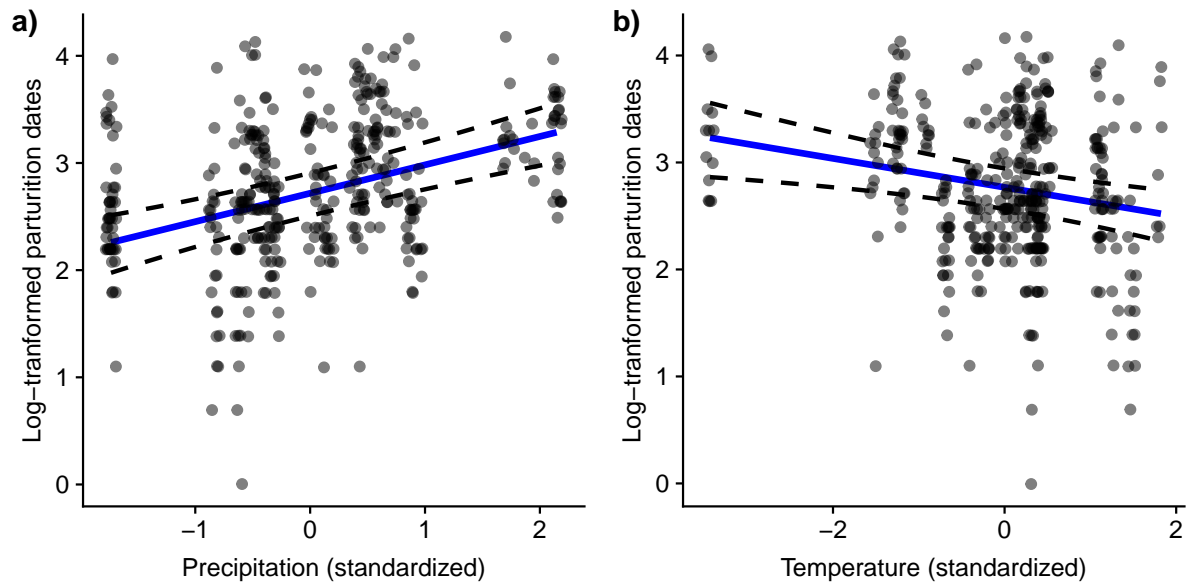 a)
Log−tranformed parturition dates
4
3
2
1
0
−1
0
1
2
Precipitation (standardized)
b)
Log−tranformed parturition dates
4
3
2
1
0
−2
0
2
Temperature (standardized)